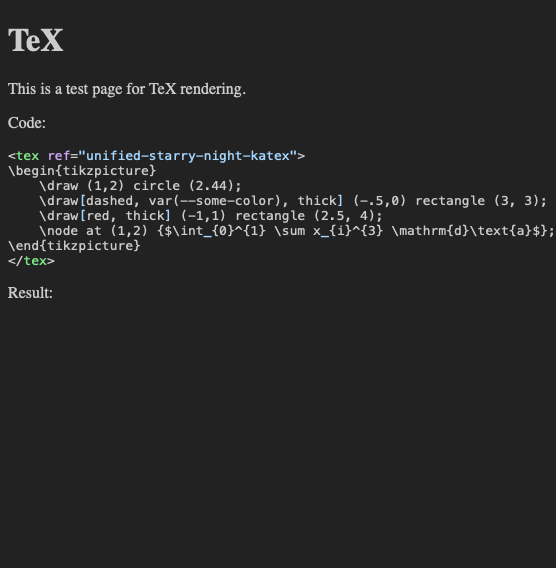 TeX
This is a test page for TeX rendering.
Code:
<tex ref="unified-starry-night-katex">
\begin{tikzpicture}
    \draw (1,2) circle (2.44);
    \draw[dashed, var(--some-color), thick] (-.5,0) rectangle (3, 3);
    \draw[red, thick] (-1,1) rectangle (2.5, 4);
    \node at (1,2) {$\int_{0}^{1} \sum x_{i}^{3} \mathrm{d}\text{a}$};
\end{tikzpicture}
</tex>
Result: